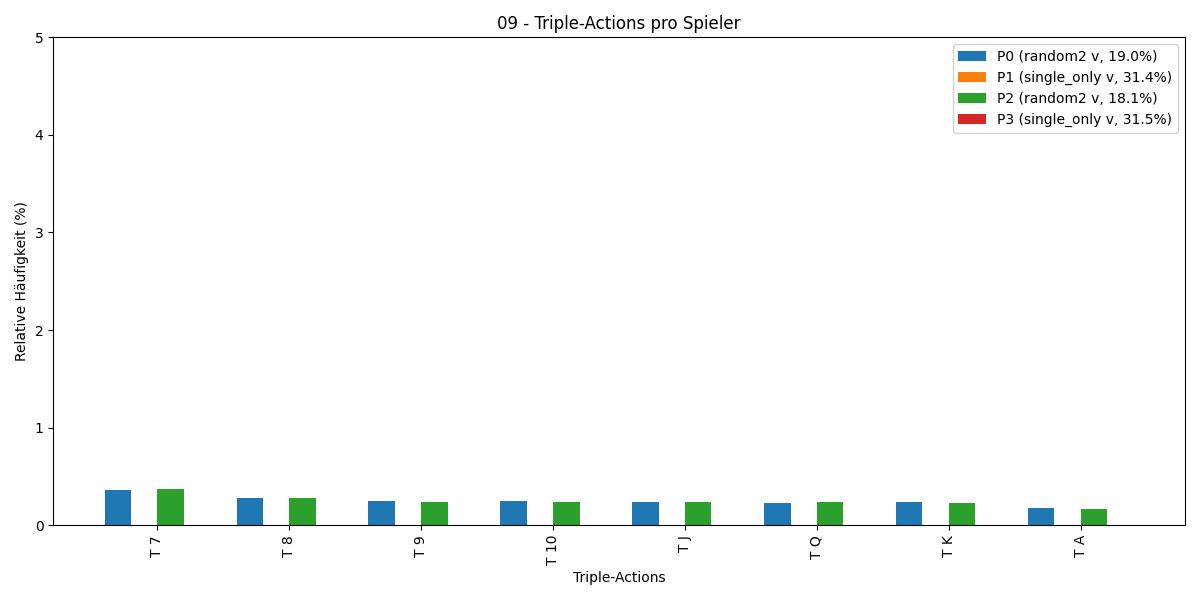 09 - Triple-Actions pro Spieler
P0 (random2 v, 19.0%)
P1 (single_only v, 31.4%)
P2 (random2 v, 18.1%)
P3 (single_only v, 31.5%)
Relative Häufigkeit (%)
5
4
3
2
1
0
T 7
T 8
T 9
T 10
T J
T Q
T K
T A
Triple-Actions